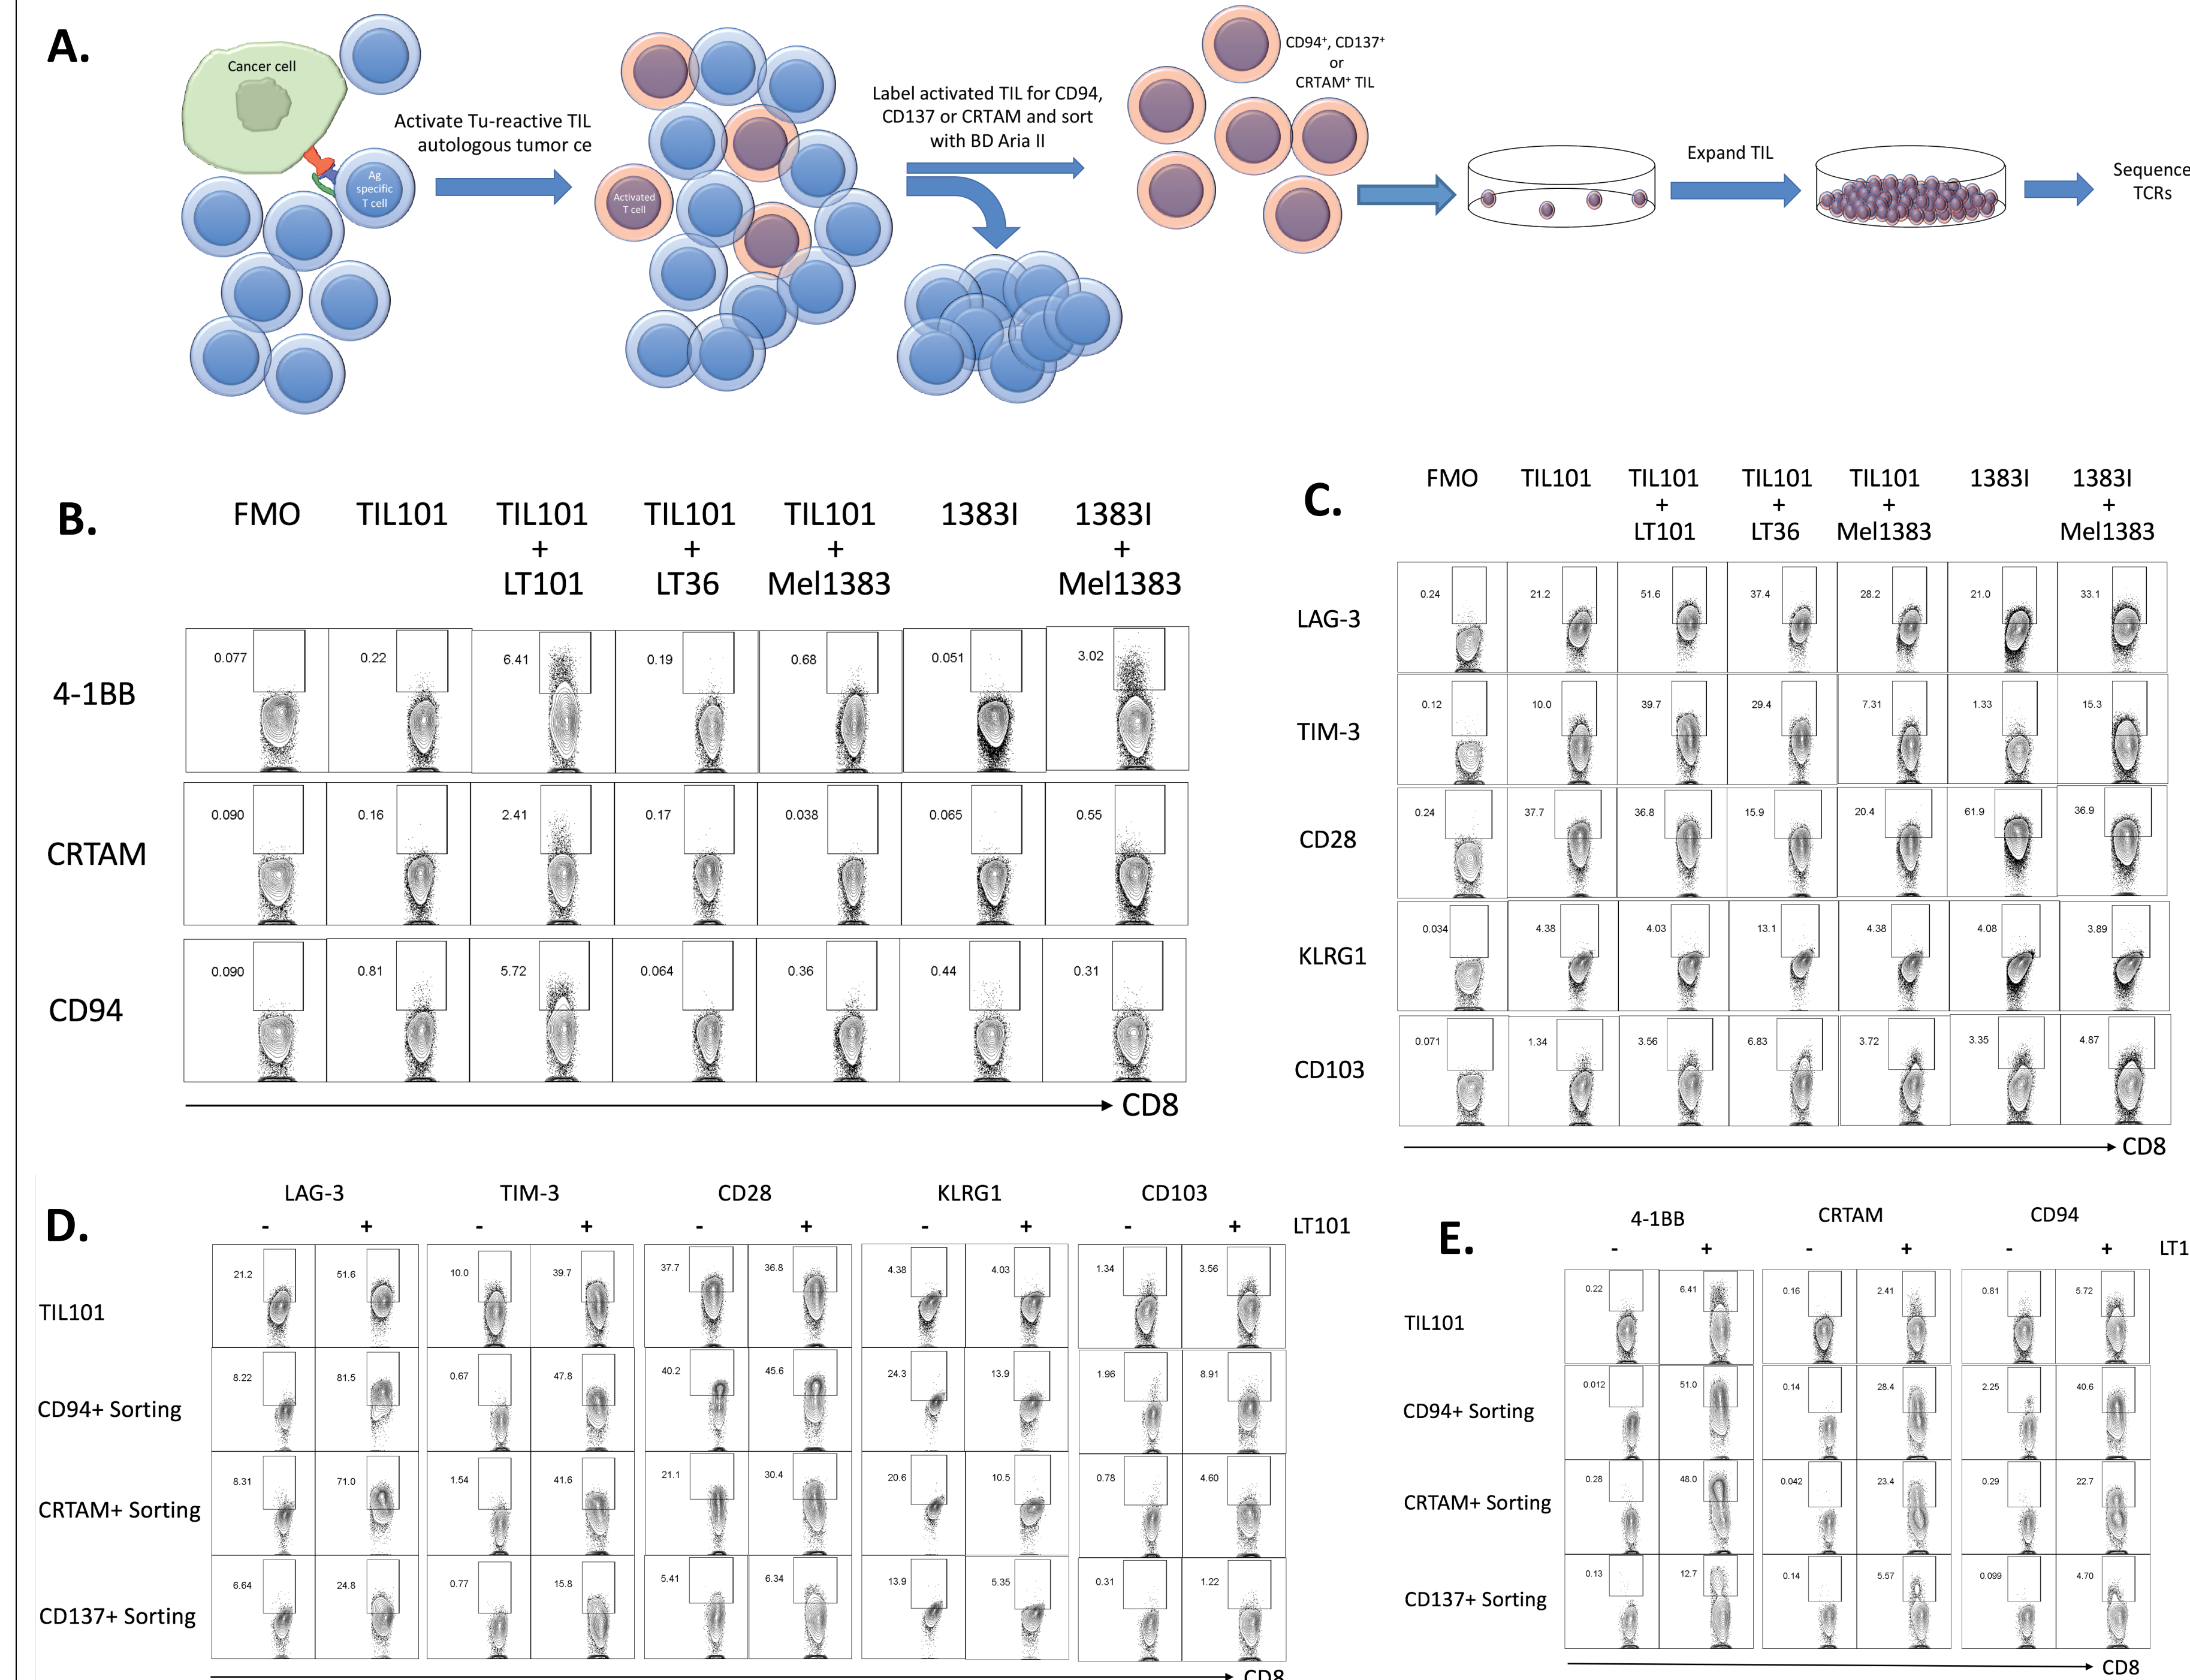 A.
Cancer cell
Ag
specific
T cell
Activate Tu-reactive TIL
autologous tumor ce
Activated
T cell
Label activated TIL for CD94,
CD137 or CRTAM and sort
with BD Aria II
CD94+, CD137+
or
CRTAM+ TIL
Expand TIL
Sequence
TCRs
B.
FMO TIL101 TIL101 TIL101 TIL101 1383I 1383I
+ + + +
LT101 LT36 Mel1383 Mel1383
4-1BB 0.077 0.22 6.41 0.19 0.68 0.051 3.02
CRTAM 0.090 0.16 2.41 0.17 0.038 0.065 0.55
CD94 0.090 0.81 5.72 0.064 0.36 0.44 0.31
CD8
C.
FMO TIL101 TIL101 TIL101 TIL101 1383I 1383I
+ + + +
LT101 LT36 Mel1383 Mel1383
LAG-3 0.24 21.2 51.6 37.4 28.2 21.0 33.1
TIM-3 0.12 10.0 39.7 29.4 7.31 1.33 15.3
CD28 0.24 37.7 36.8 15.9 20.4 61.9 36.9
KLRG1 0.034 4.38 4.03 13.1 4.38 4.08 3.89
CD103 0.071 1.34 3.56 6.83 3.72 3.35 4.87
CD8
D.
LAG-3 TIM-3 CD28 KLRG1 CD103
- + - + - + - + - + LT101
TIL101 21.2 51.6 10.0 39.7 37.7 36.8 4.38 4.03 1.34 3.56
CD94+ Sorting 8.22 81.5 0.67 47.8 40.2 45.6 24.3 13.9 1.96 8.91
CRTAM+ Sorting 8.31 71.0 1.54 41.6 21.1 30.4 20.6 10.5 0.78 4.60
CD137+ Sorting 6.64 24.8 0.77 15.8 5.41 6.34 13.9 5.35 0.31 1.22
CD8
E.
4-1BB CRTAM CD94
- + - + - + LT1
TIL101 0.22 6.41 0.16 2.41 0.81 5.72
CD94+ Sorting 0.012 51.0 0.14 28.4 2.25 40.6
CRTAM+ Sorting 0.28 48.0 0.042 23.4 0.29 22.7
CD137+ Sorting 0.13 12.7 0.14 5.57 0.099 4.70
CD8